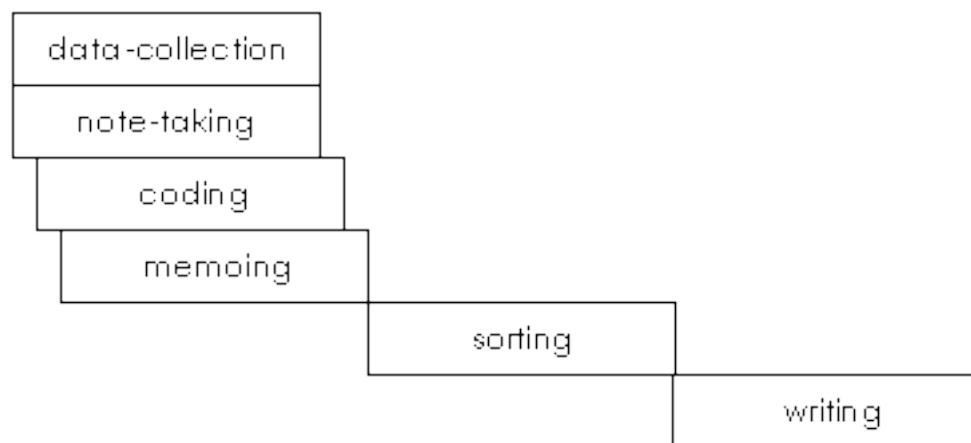 data-collection
note-taking
coding
memoing
sorting
writing